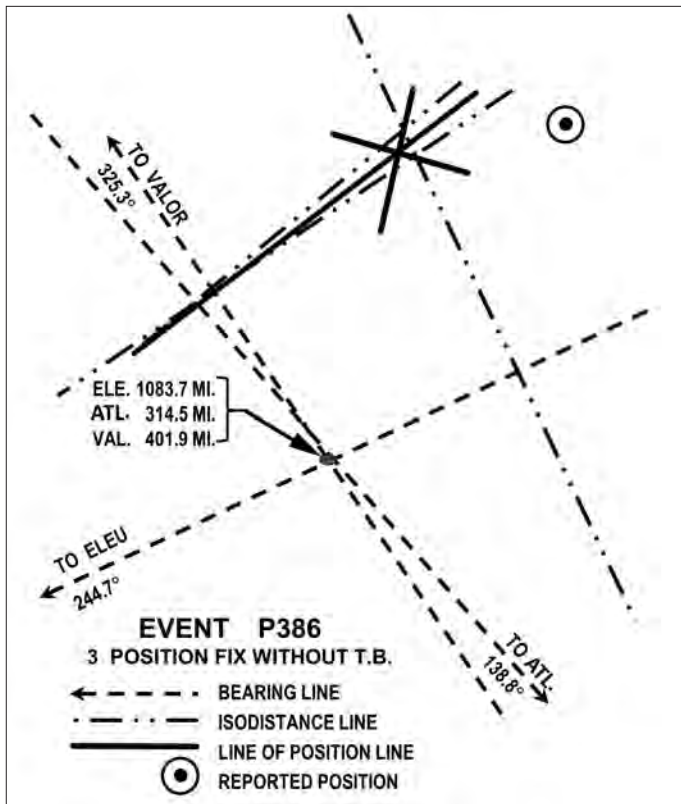 TO VALOR
325.3°
ELE. 1083.7 MI.
ATL. 314.5 MI.
VAL. 401.9 MI.
TO ELEU
244.7°
TO ATL.
138.8°
EVENT P386
3 POSITION FIX WITHOUT T.B.
BEARING LINE
ISODISTANCE LINE
LINE OF POSITION LINE
REPORTED POSITION